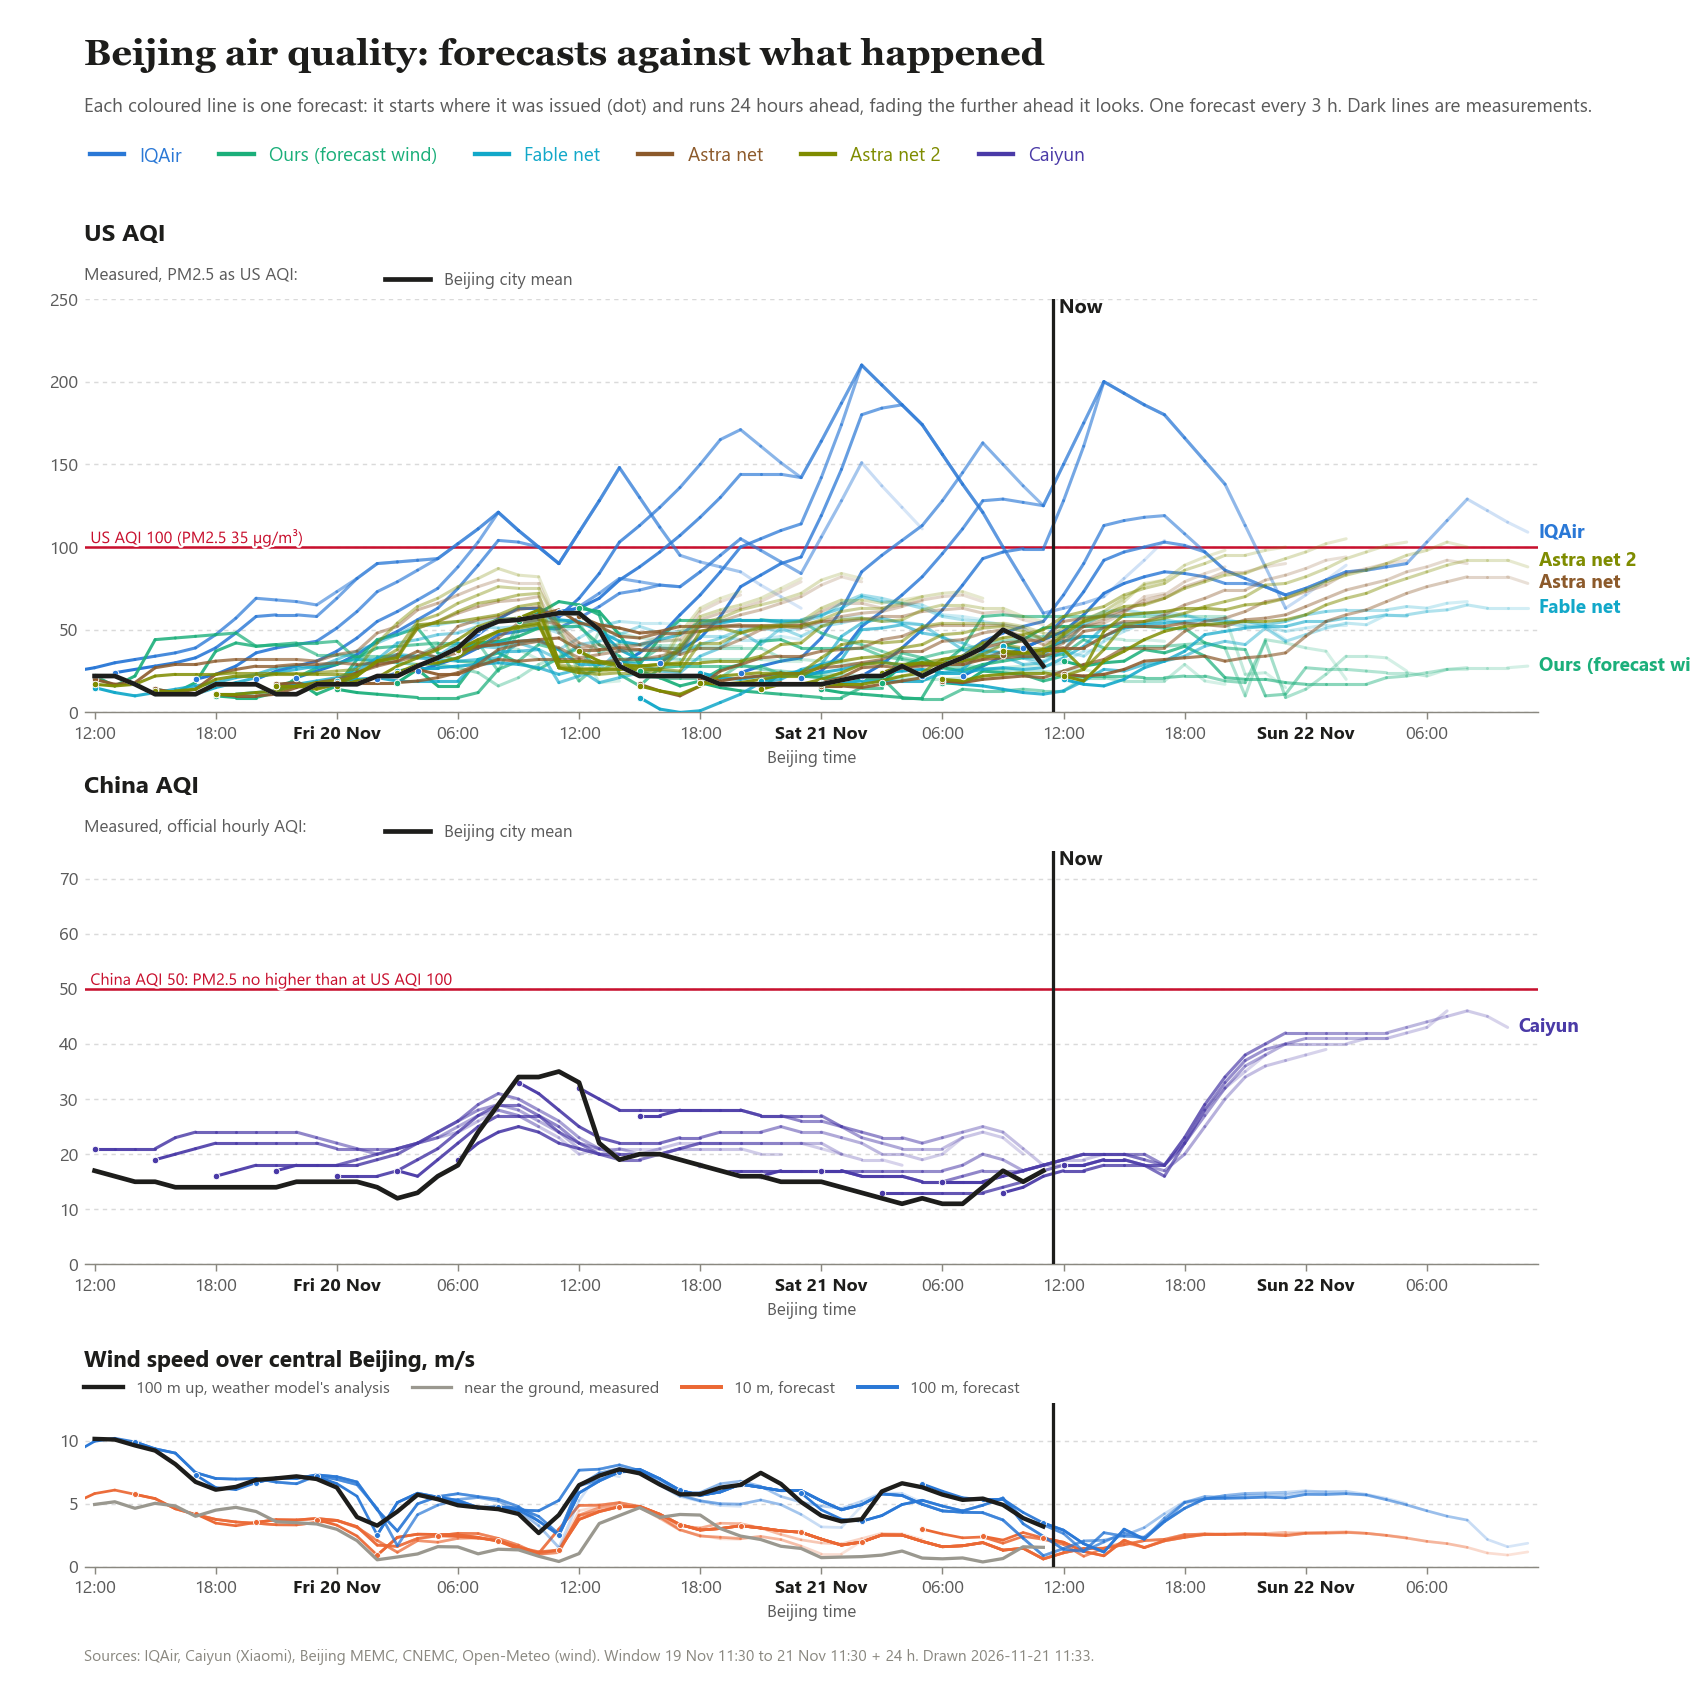 Beijing air quality: forecasts against what happened
Each coloured line is one forecast: it starts where it was issued (dot) and runs 24 hours ahead, fading the further ahead it looks. One forecast every 3 h. Dark lines are measurements.
IQAir Ours (forecast wind) Fable net Astra net Astra net 2 Caiyun
US AQI
Measured, PM2.5 as US AQI: Beijing city mean
250
Now
200
150
US AQI 100 (PM2.5 35 µg/m³)
100
50
0
IQAir
Astra net 2
Astra net
Fable net
Ours (forecast wi
12:00 18:00 Fri 20 Nov 06:00 12:00 18:00 Sat 21 Nov 06:00 12:00 18:00 Sun 22 Nov 06:00
Beijing time
China AQI
Measured, official hourly AQI: Beijing city mean
Now
70
60
China AQI 50: PM2.5 no higher than at US AQI 100
50
40
30
20
10
0
Caiyun
12:00 18:00 Fri 20 Nov 06:00 12:00 18:00 Sat 21 Nov 06:00 12:00 18:00 Sun 22 Nov 06:00
Beijing time
Wind speed over central Beijing, m/s
100 m up, weather model's analysis near the ground, measured 10 m, forecast 100 m, forecast
10
5
0
12:00 18:00 Fri 20 Nov 06:00 12:00 18:00 Sat 21 Nov 06:00 12:00 18:00 Sun 22 Nov 06:00
Beijing time
Sources: IQAir, Caiyun (Xiaomi), Beijing MEMC, CNEMC, Open-Meteo (wind). Window 19 Nov 11:30 to 21 Nov 11:30 + 24 h. Drawn 2026-11-21 11:33.